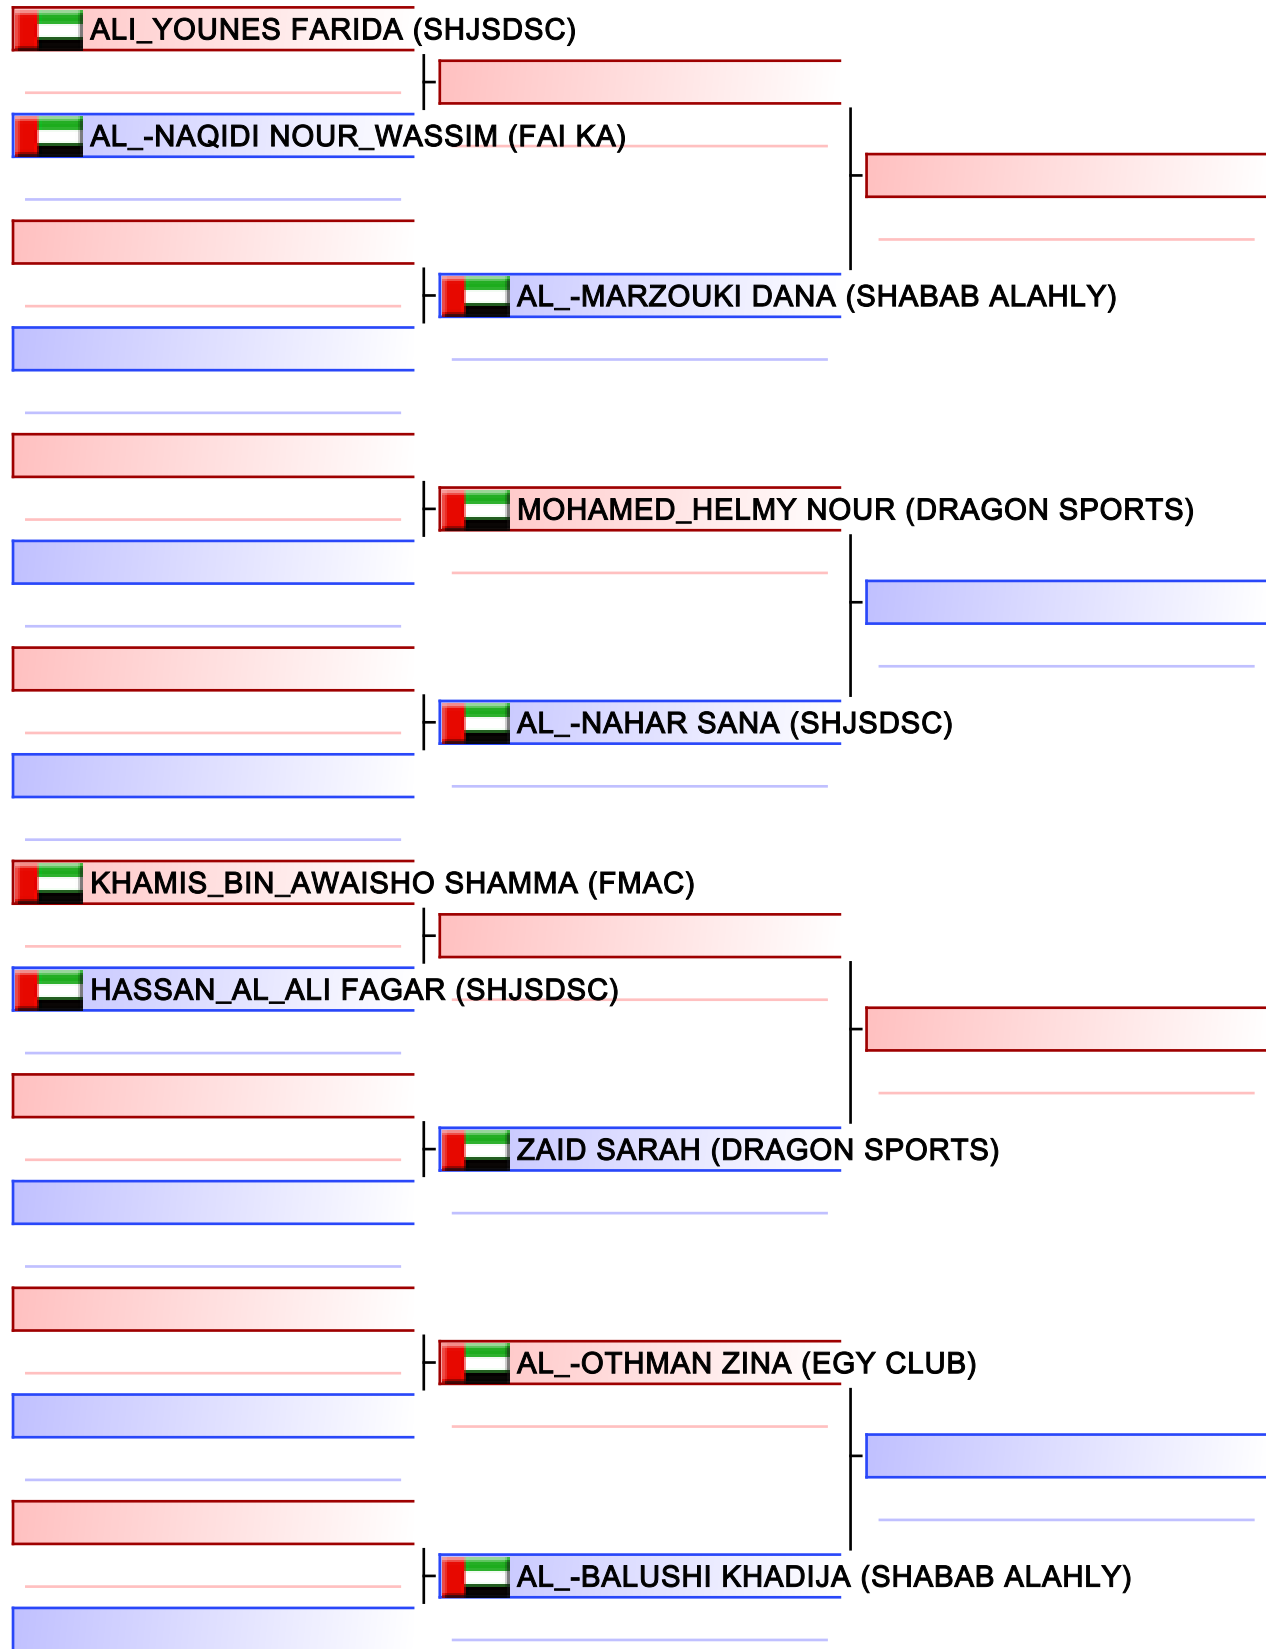 ALI_YOUNES FARIDA (SHJSDSC)
AL_-NAQIDI NOUR_WASSIM (FAI KA)
AL_-MARZOUKI DANA (SHABAB ALAHLY)
MOHAMED_HELMY NOUR (DRAGON SPORTS)
AL_-NAHAR SANA (SHJSDSC)
KHAMIS_BIN_AWAISHO SHAMMA (FMAC)
HASSAN_AL_ALI FAGAR (SHJSDSC)
ZAID SARAH (DRAGON SPORTS)
AL_-OTHMAN ZINA (EGY CLUB)
AL_-BALUSHI KHADIJA (SHABAB ALAHLY)